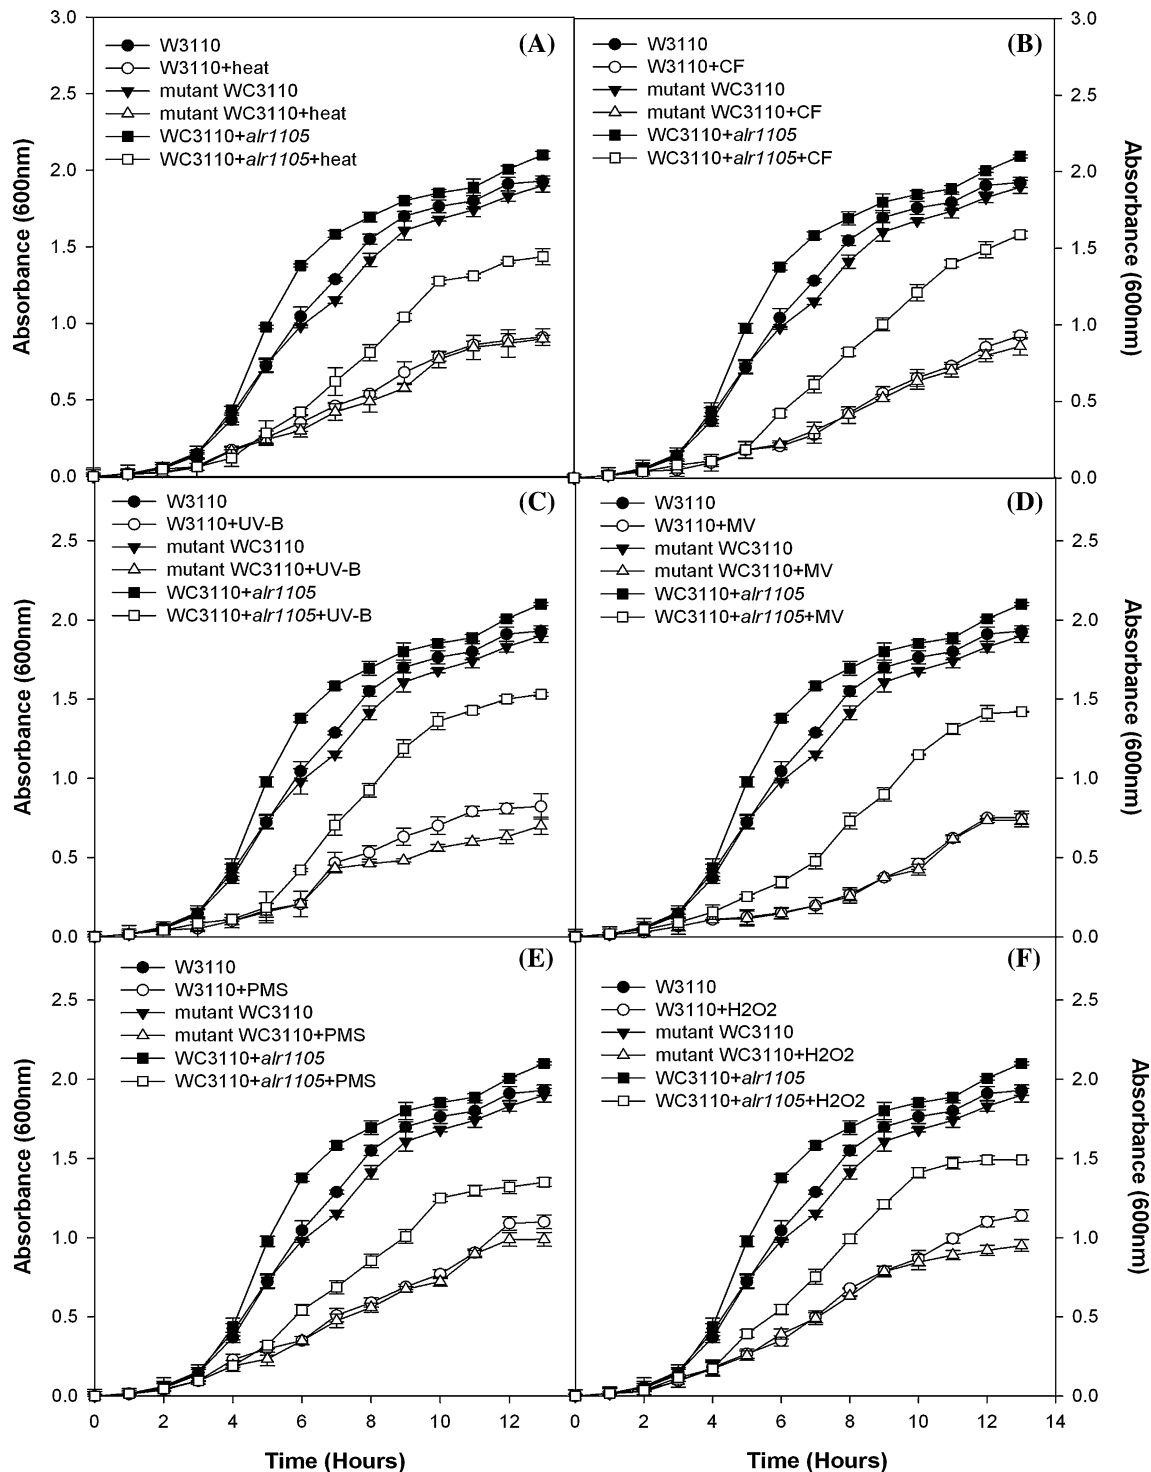 3.0
(A)
(B)
3.0
W3110
W3110
W3110+heat
W3110+CF
2.5
mutant WC3110
mutant WC3110
2.5
mutant WC3110+heat
mutant WC3110+CF
WC3110+alr1105
WC3110+alr1105
2.0
WC3110+alr1105+heat
WC3110+alr1105+CF
2.0
Absorbance (600nm)
Absorbance (600nm)
1.5
1.5
1.0
1.0
0.5
0.5
0.0
0.0
(C)
(D)
W3110
W3110
W3110+UV-B
W3110+MV
2.5
mutant WC3110
mutant WC3110
2.5
mutant WC3110+UV-B
mutant WC3110+MV
WC3110+alr1105
WC3110+alr1105
WC3110+alr1105+UV-B
WC3110+alr1105+MV
2.0
2.0
Absorbance (600nm)
Absorbance (600nm)
1.5
1.5
1.0
1.0
0.5
0.5
0.0
0.0
(E)
(F)
W3110
W3110
W3110+PMS
W3110+H2O2
2.5
mutant WC3110
mutant WC3110
2.5
mutant WC3110+PMS
mutant WC3110+H2O2
WC3110+alr1105
WC3110+alr1105
2.0
WC3110+alr1105+PMS
WC3110+alr1105+H2O2
2.0
Absorbance (600nm)
Absorbance (600nm)
1.5
1.5
1.0
1.0
0.5
0.5
0.0
0.0
0 2 4 6 8 10 12
0 2 4 6 8 10 12 14
Time (Hours)
Time (Hours)